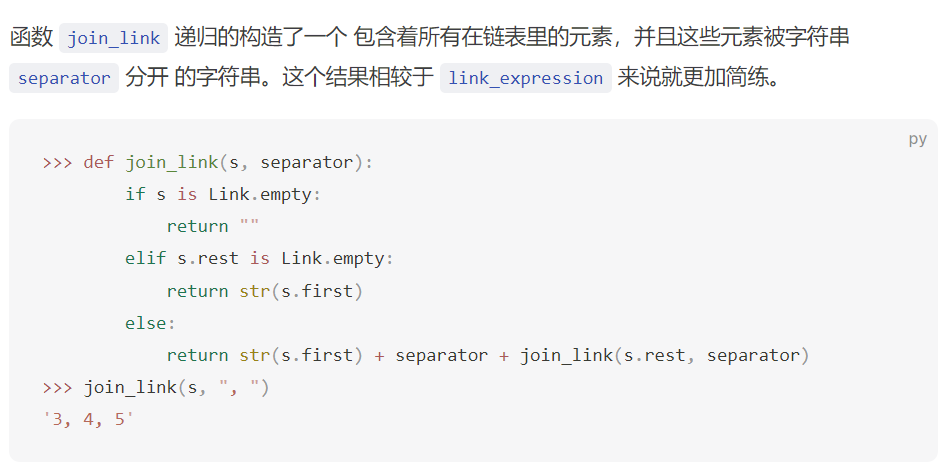 函数 join_link 递归的构造了一个 包含着所有在链表里的元素，并且这些元素被字符串
separator 分开 的字符串。这个结果相较于 link_expression 来说就更加简练。
py
>>> def join_link(s, separator):
        if s is Link.empty:
            return ""
        elif s.rest is Link.empty:
            return str(s.first)
        else:
            return str(s.first) + separator + join_link(s.rest, separator)
>>> join_link(s, ", ")
'3, 4, 5'